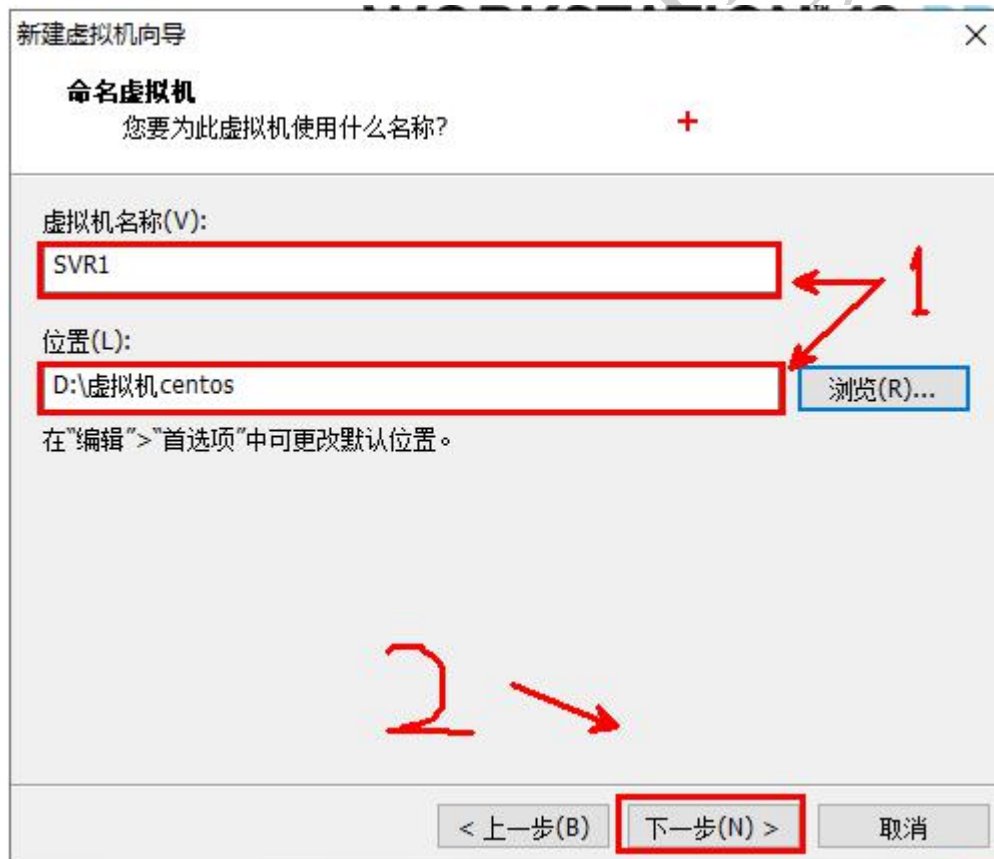 新建虚拟机向导
命名虚拟机
您要为此虚拟机使用什么名称?
虚拟机名称(V):
SVR1
1
位置(L):
D:\虚拟机centos
浏览(R)...
在"编辑">"首选项"中可更改默认位置。
2
< 上一步(B)
下一步(N) >
取消